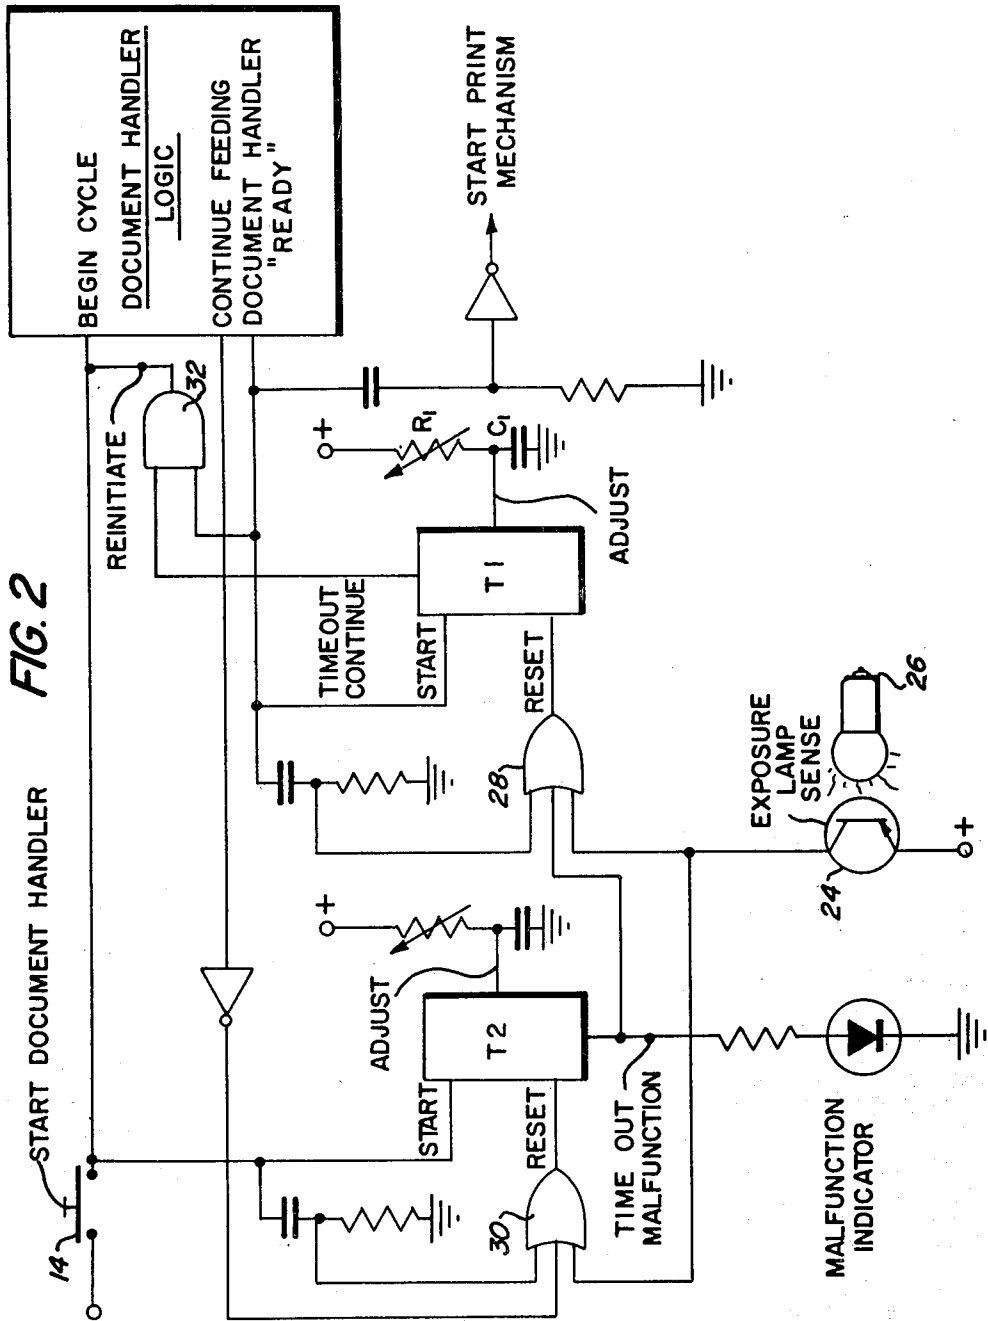 FIG. 2
START DOCUMENT HANDLER
14
BEGIN CYCLE
DOCUMENT HANDLER
LOGIC
CONTINUE FEEDING
DOCUMENT HANDLER
"READY"
REINITIATE
32
TIMEOUT
CONTINUE
START
RESET
T1
ADJUST
+
R1
C1
START PRINT
MECHANISM
28
+
ADJUST
T2
START
RESET
30
TIME OUT
MALFUNCTION
MALFUNCTION
INDICATOR
EXPOSURE
LAMP
SENSE
24
26
+